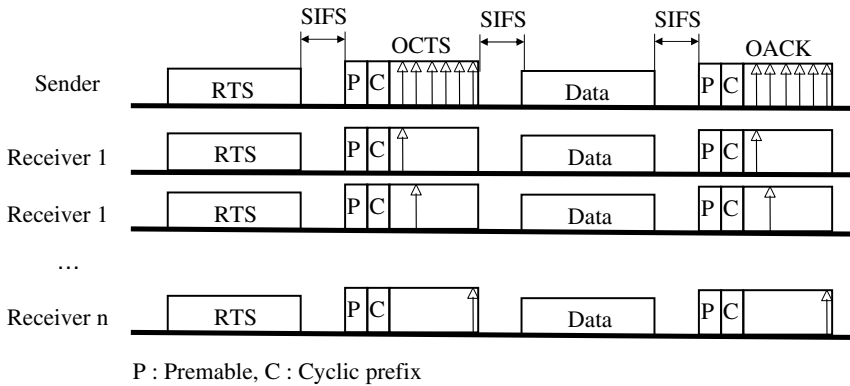 SIFS SIFS SIFS
OCTS OACK
Sender RTS P C Data P C
Receiver 1 RTS P C Data P C
Receiver 1 RTS P C Data P C
...
Receiver n RTS P C Data P C
P : Premable, C : Cyclic prefix